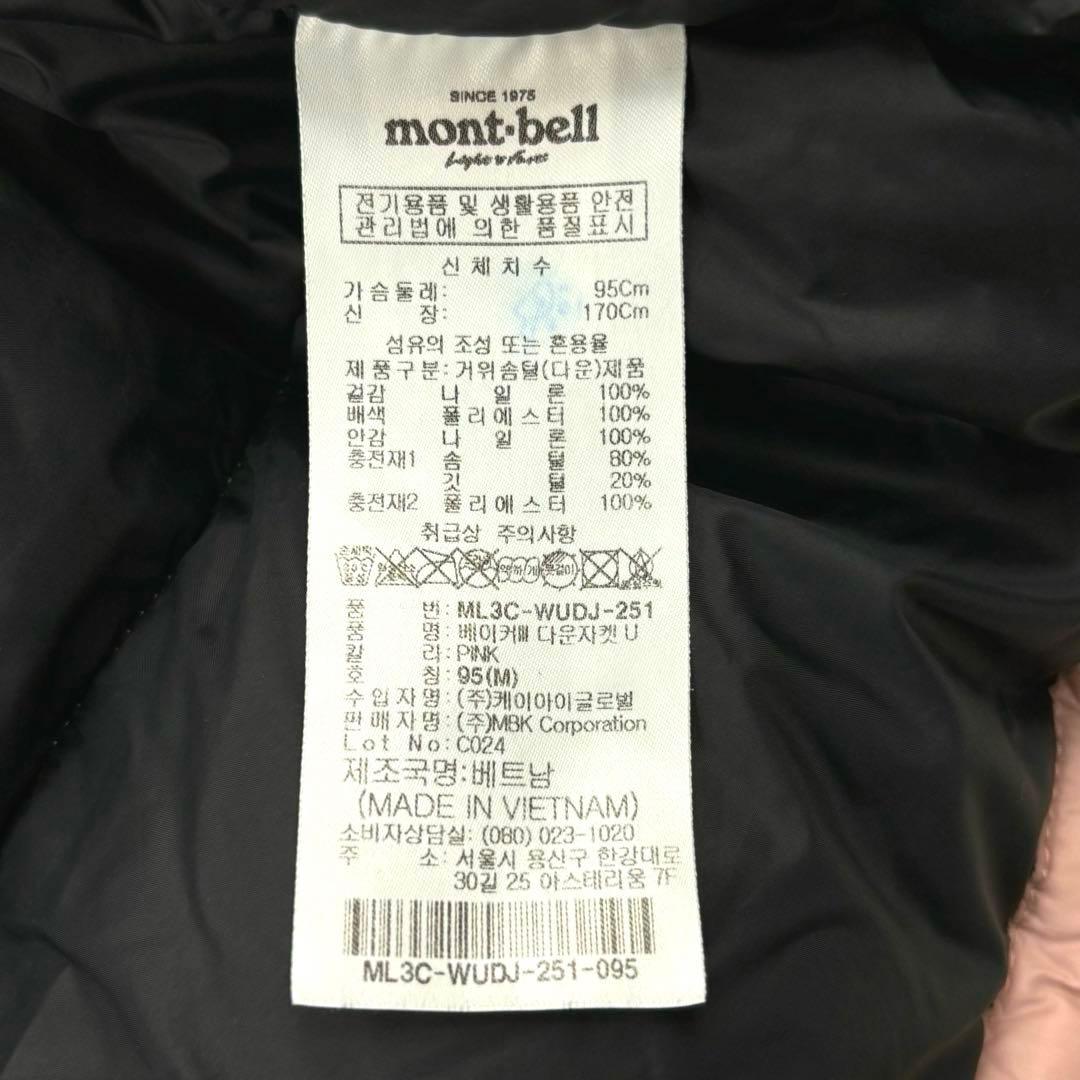 SINCE 1975
mont·bell
Light & Fast
전기용품 및 생활용품 안전
관리법에 의한 품질표시
신체치수
가슴둘레: 95Cm
신 장: 170Cm
섬유의 조성 또는 혼용율
제품구분:거위솜털(다운)제품
겉감 나 일 론 100%
배색 폴리에스터 100%
안감 나 일 론 100%
충전재1 솜 털 80%
깃 털 20%
충전재2 폴리에스터 100%
취급상 주의사항
품 번: ML3C-WUDJ-251
품 명: 베이커Ⅲ 다운자켓 U
칼 라: PINK
호 칭: 95(M)
수입자명: (주)케이아이글로벌
판매자명: (주)MBK Corporation
Lot No: C024
제조국명:베트남
(MADE IN VIETNAM)
소비자상담실: (080) 023-1020
주 소: 서울시 용산구 한강대로
30길 25 아스테리움 7F
ML3C-WUDJ-251-095